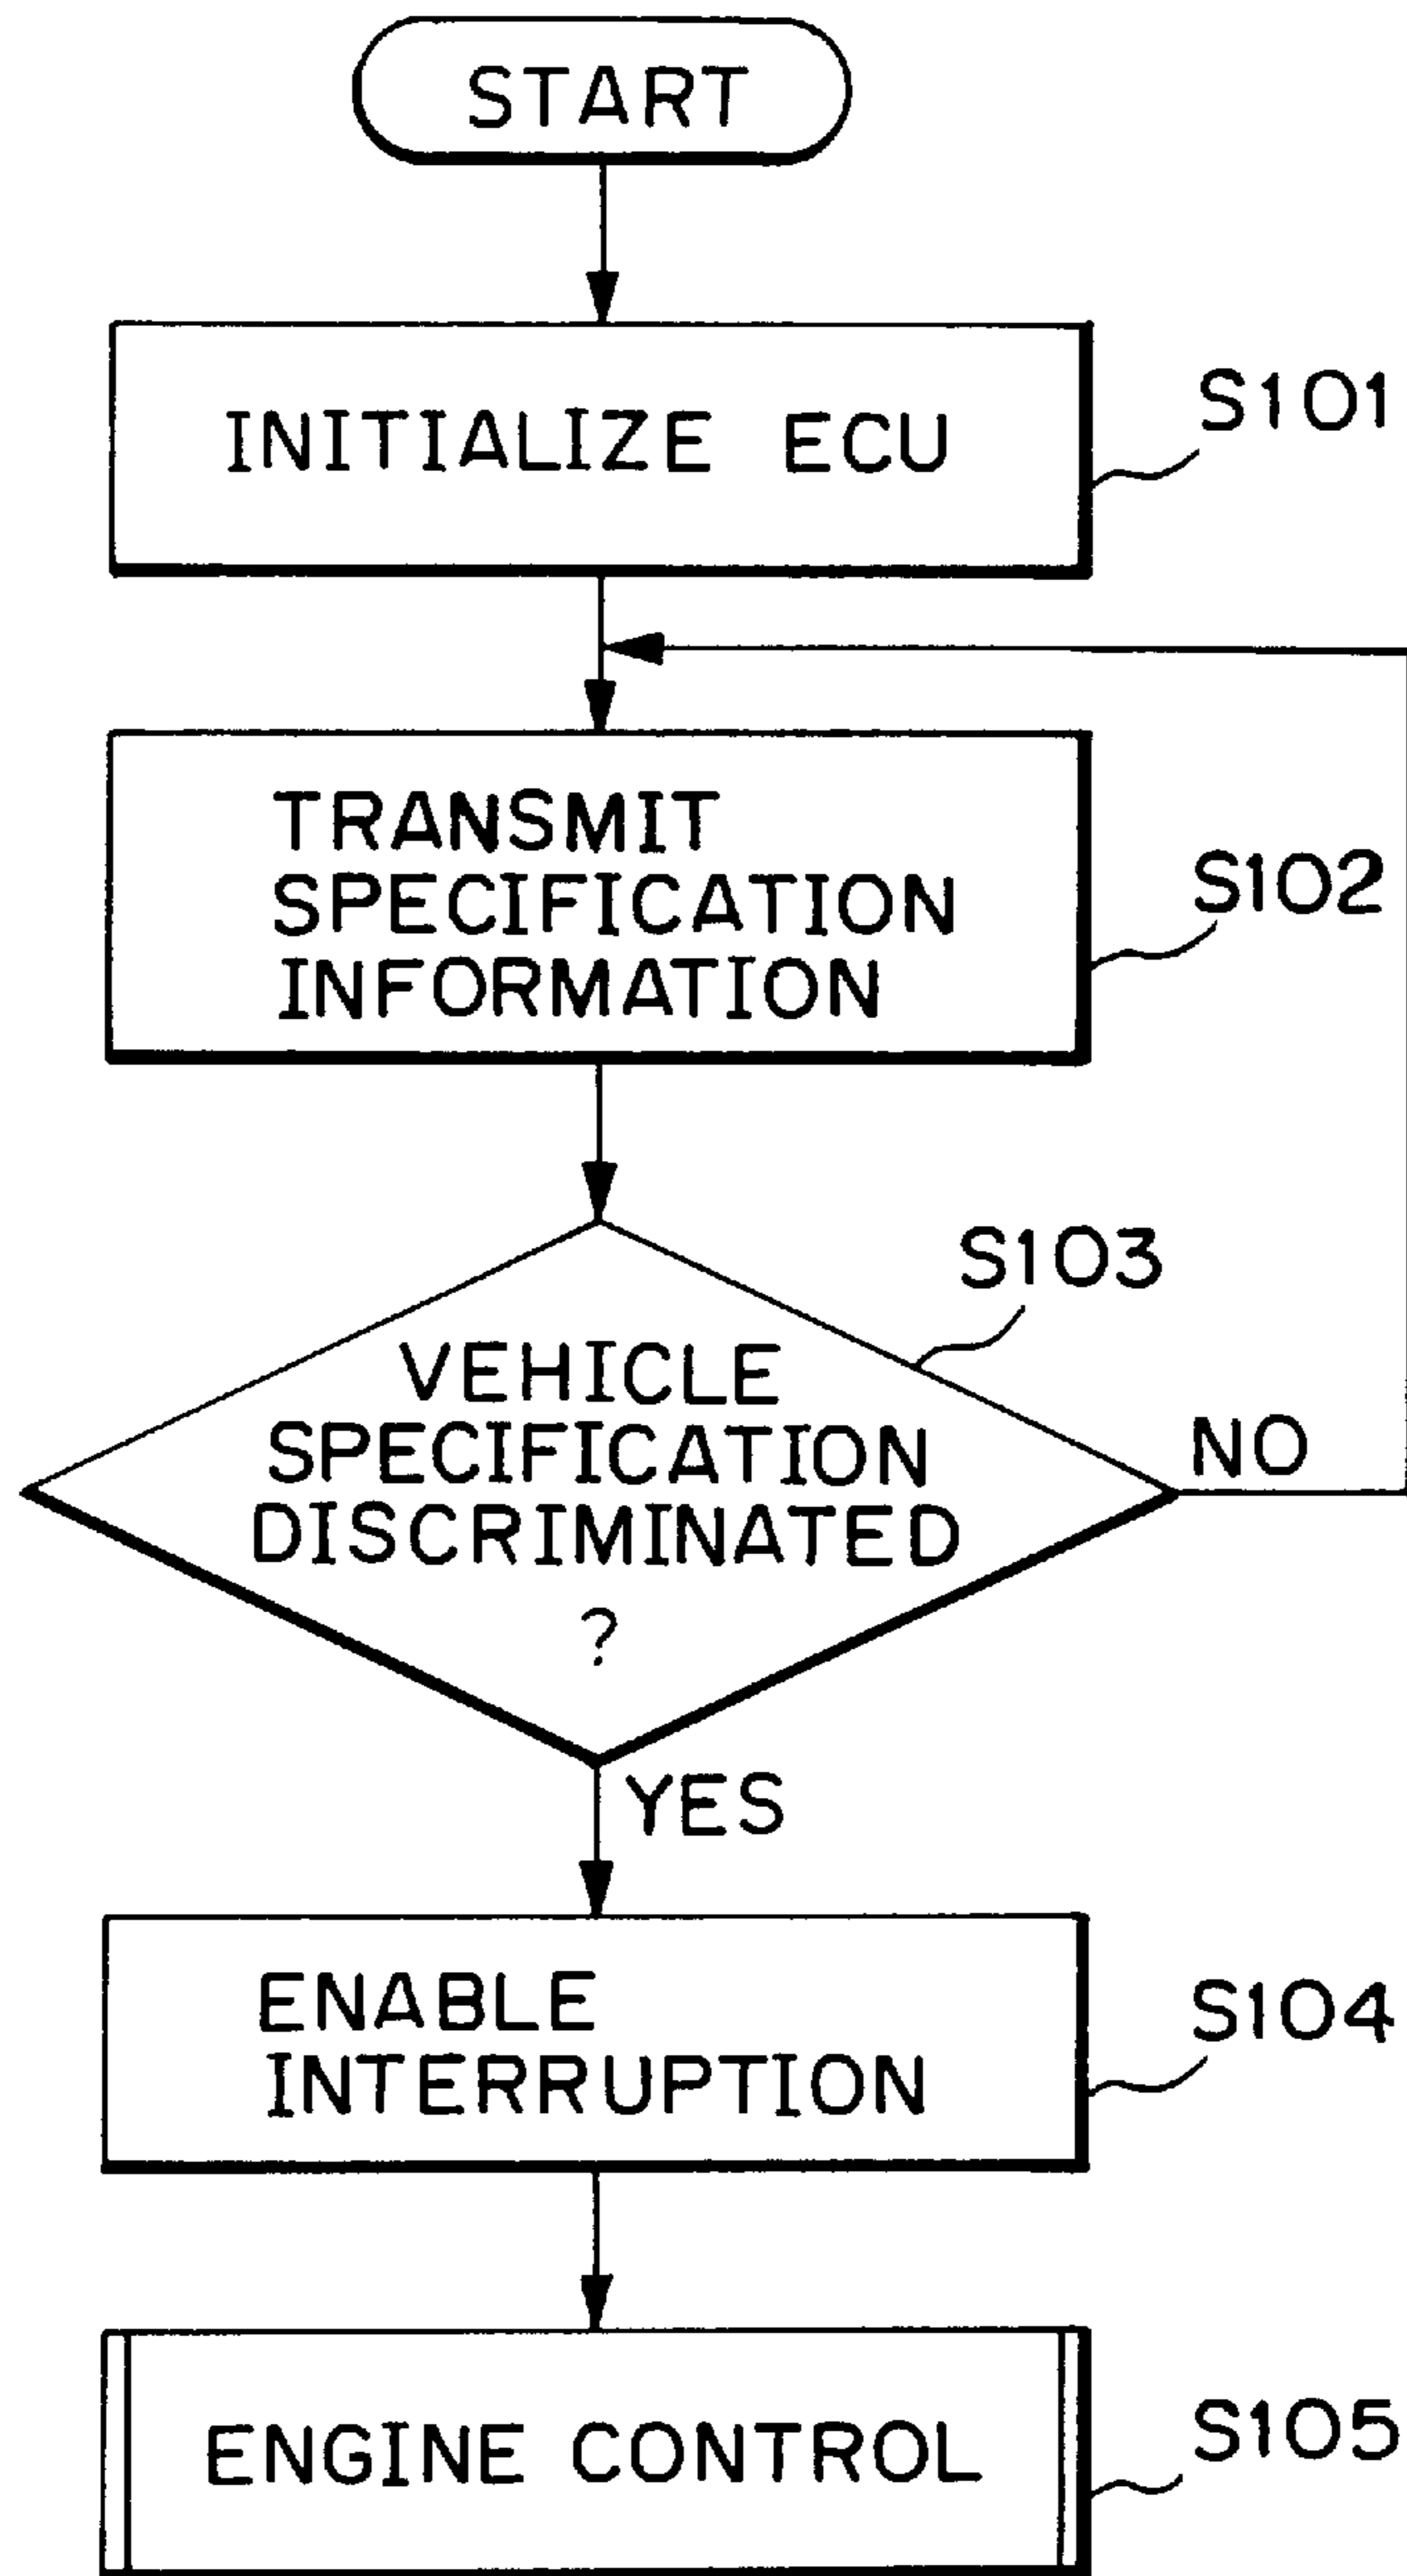 START
INITIALIZE ECU
S101
TRANSMIT
SPECIFICATION
INFORMATION
S102
S103
VEHICLE
SPECIFICATION
DISCRIMINATED
?
NO
YES
ENABLE
INTERRUPTION
S104
ENGINE CONTROL
S105